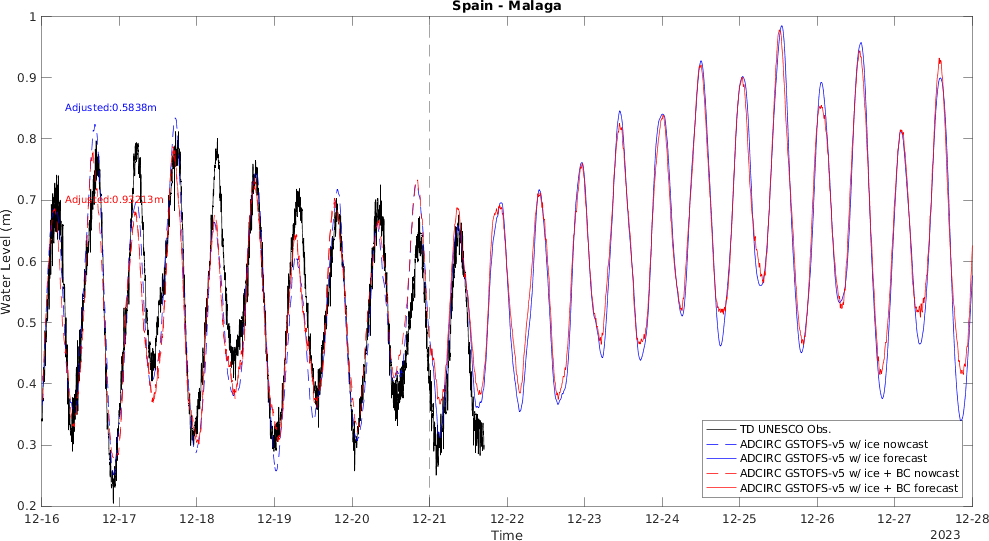 Spain - Malaga
1
0.9
0.8
0.7
0.6
0.5
0.4
0.3
0.2
Water Level (m)
Adjusted:0.5838m
Adjusted:0.93213m
TD UNESCO Obs.
ADCIRC GSTOFS-v5 w/ ice nowcast
ADCIRC GSTOFS-v5 w/ ice forecast
ADCIRC GSTOFS-v5 w/ ice + BC nowcast
ADCIRC GSTOFS-v5 w/ ice + BC forecast
12-16 12-17 12-18 12-19 12-20 12-21 12-22 12-23 12-24 12-25 12-26 12-27 12-28
Time
2023